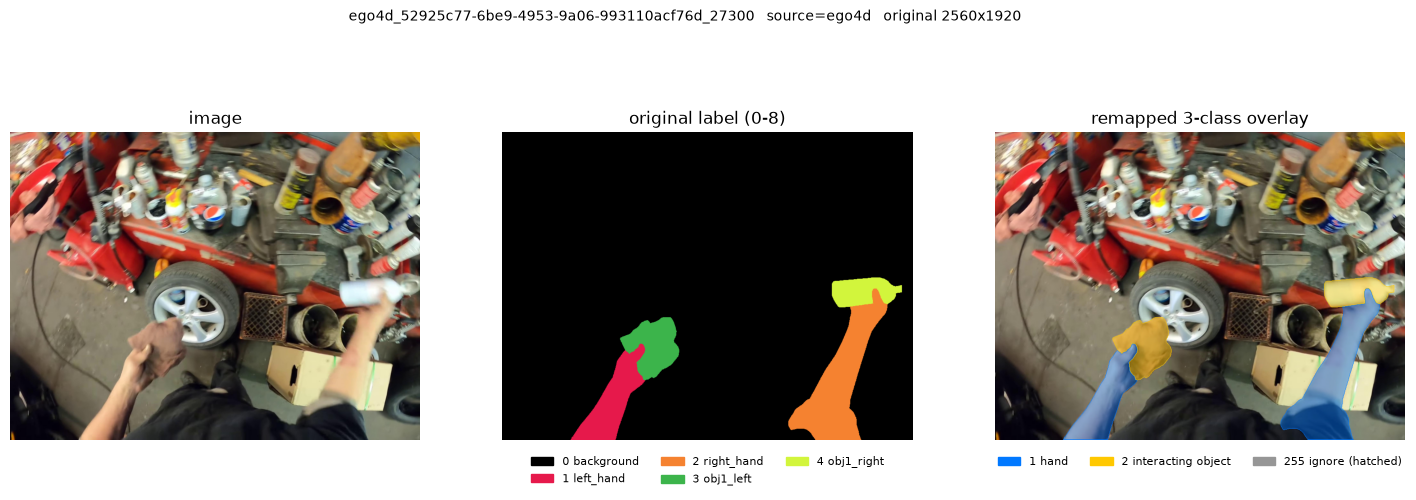 ego4d_52925c77-6be9-4953-9a06-993110acf76d_27300   source=ego4d   original 2560x1920
image
original label (0-8)
remapped 3-class overlay
0 background
2 right_hand
4 obj1_right
1 left_hand
3 obj1_left
1 hand
2 interacting object
255 ignore (hatched)